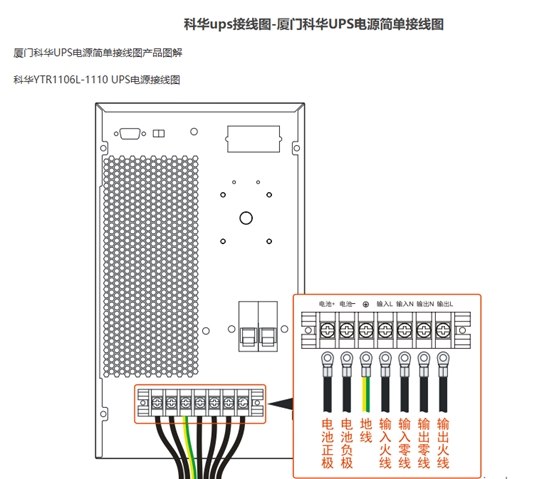 科华ups接线图-厦门科华UPS电源简单接线图
厦门科华UPS电源简单接线图产品图解
科华YTR1106L-1110 UPS电源接线图
电池+ 电池- 输入L 输入N 输出N 输出L
电池正极
电池负极
地线
输入火线
输入零线
输出零线
输出火线